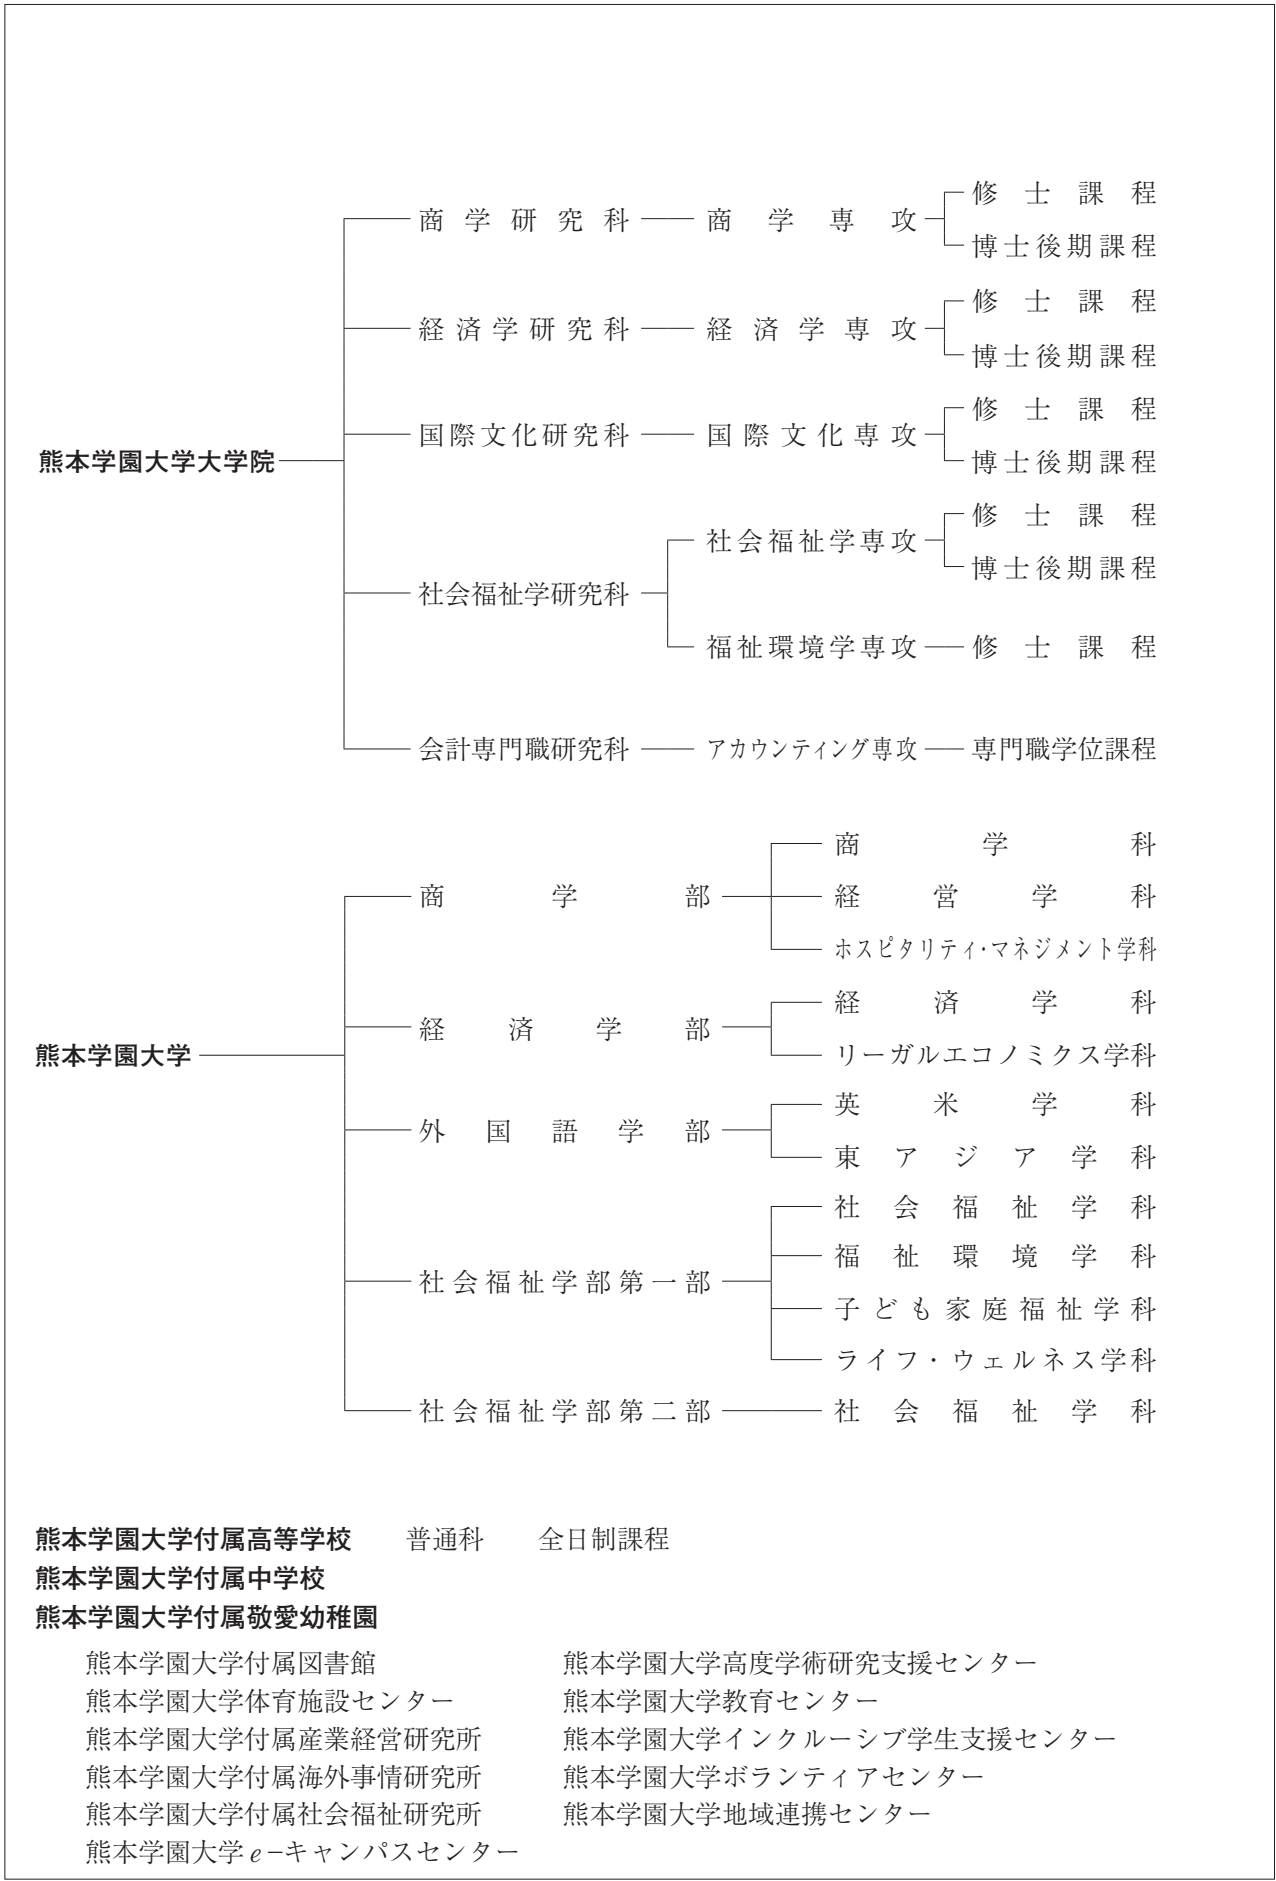 修士課程
商学研究科 商学専攻
博士後期課程
修士課程
経済学研究科 経済学専攻
博士後期課程
修士課程
国際文化研究科 国際文化専攻
熊本学園大学大学院 博士後期課程
修士課程
社会福祉学専攻
博士後期課程
社会福祉学研究科
福祉環境学専攻 修士課程
会計専門職研究科 アカウンティング専攻 専門職学位課程
商学科
商学部 経営学科
ホスピタリティ・マネジメント学科
経済学科
経済学部
熊本学園大学 リーガルエコノミクス学科
英米学科
外国語学部
東アジア学科
社会福祉学科
福祉環境学科
社会福祉学部第一部
子ども家庭福祉学科
ライフ・ウェルネス学科
社会福祉学部第二部 社会福祉学科
熊本学園大学付属高等学校 普通科 全日制課程
熊本学園大学付属中学校
熊本学園大学付属敬愛幼稚園
熊本学園大学付属図書館 熊本学園大学高度学術研究支援センター
熊本学園大学体育施設センター 熊本学園大学教育センター
熊本学園大学付属産業経営研究所 熊本学園大学インクルーシブ学生支援センター
熊本学園大学付属海外事情研究所 熊本学園大学ボランティアセンター
熊本学園大学付属社会福祉研究所 熊本学園大学地域連携センター
熊本学園大学e-キャンパスセンター